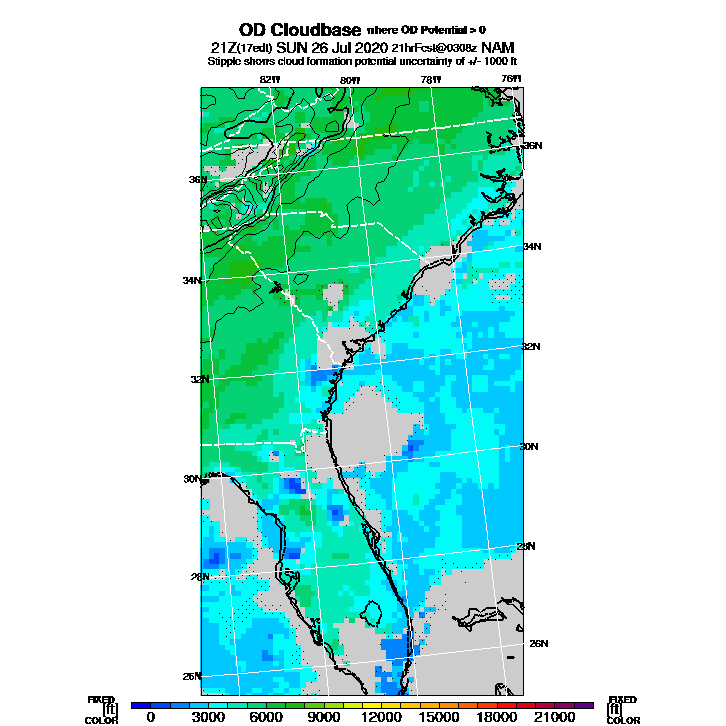 OD Cloudbase where OD Potential > 0
21Z(17edt) SUN 26 Jul 2020 21hrFcst@0308z NAM
Stipple shows cloud formation potential uncertainty of +/- 1000 ft
82W 80W 78W 76W
36N
36N
34N
34N
32N
32N
30N
30N
28N
28N
26N
26N
FIXED FIXED
[ft] [ft]
COLOR COLOR
0 3000 6000 9000 12000 15000 18000 21000